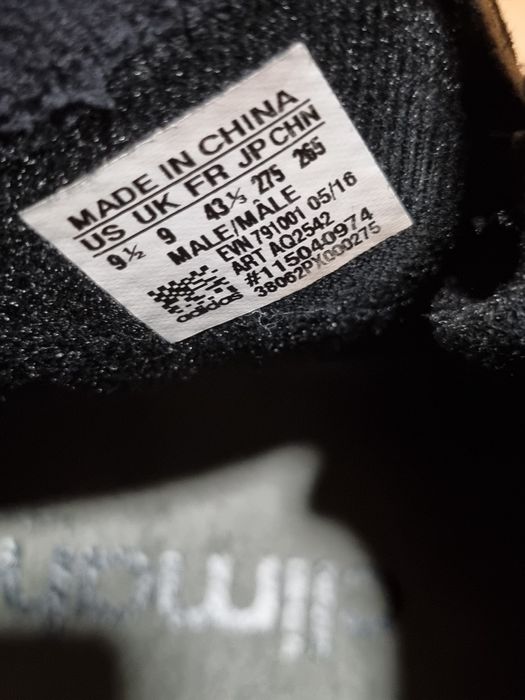 MADE IN CHINA
US UK FR JP CHN
9½ 9 43⅓ 275 265
MALE/MÂLE
EVN 791001 05/16
ART AQ2542
#115040974
38062PX000275
adidas